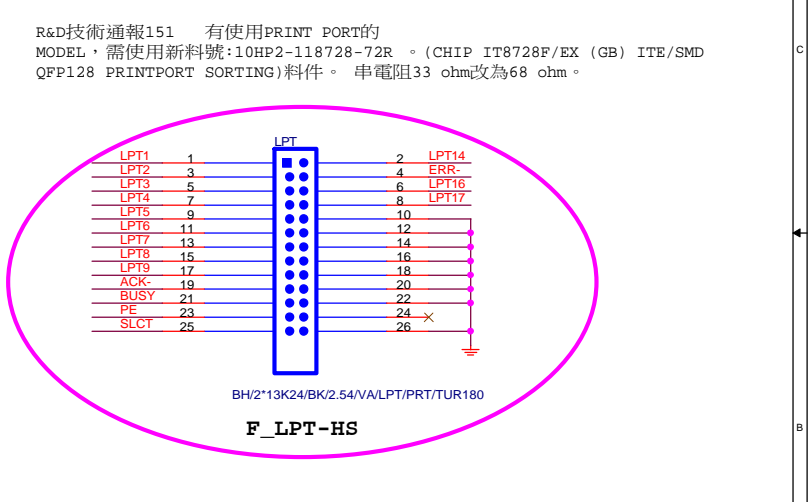 R&D技術通報151 有使用PRINT PORT的
MODEL，需使用新料號:10HP2-118728-72R 。(CHIP IT8728F/EX (GB) ITE/SMD
QFP128 PRINTPORT SORTING)料件。 串電阻33 ohm改為68 ohm。
C
LPT
LPT1 1 2 LPT14
LPT2 3 4 ERR-
LPT3 5 6 LPT16
LPT4 7 8 LPT17
LPT5 9 10
LPT6 11 12
LPT7 13 14
LPT8 15 16
LPT9 17 18
ACK- 19 20
BUSY 21 22
PE 23 24
SLCT 25 26
BH/2*13K24/BK/2.54/VA/LPT/PRT/TUR180
F_LPT-HS
B